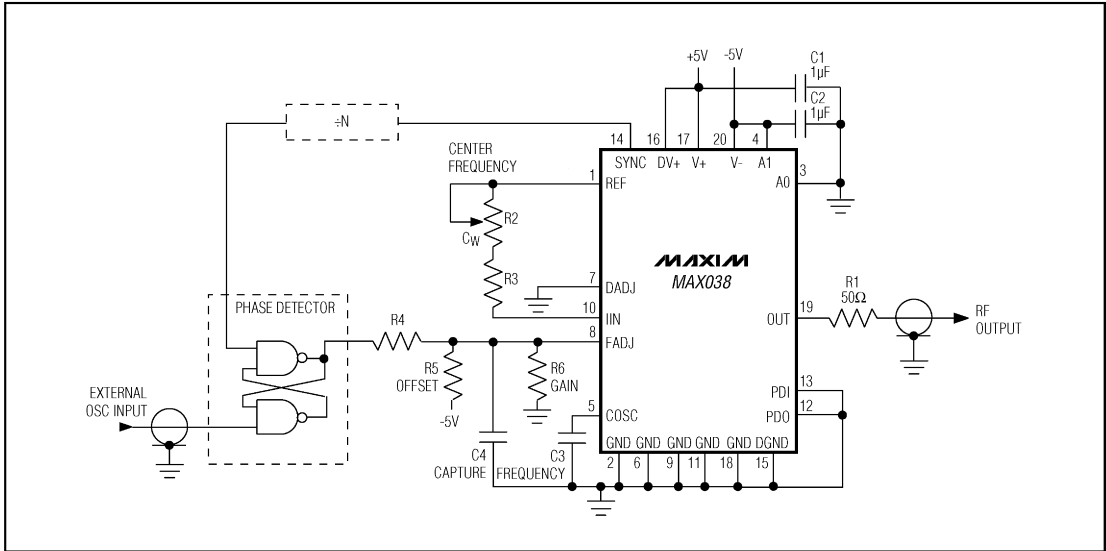 +5V
-5V
C1
1µF
C2
1µF
÷N
14
16
17
20
4
SYNC
DV+
V+
V-
A1
CENTER
FREQUENCY
1
REF
A0
3
R2
CW
R3
MAXIM
MAX038
7
DADJ
10
IIN
8
FADJ
PHASE DETECTOR
R4
R1
50Ω
19
OUT
RF
OUTPUT
R5
OFFSET
-5V
R6
GAIN
EXTERNAL
OSC INPUT
13
PDI
12
PDO
5
COSC
C4
CAPTURE
C3
FREQUENCY
GND
GND
GND
GND
GND
DGND
2
6
9
11
18
15